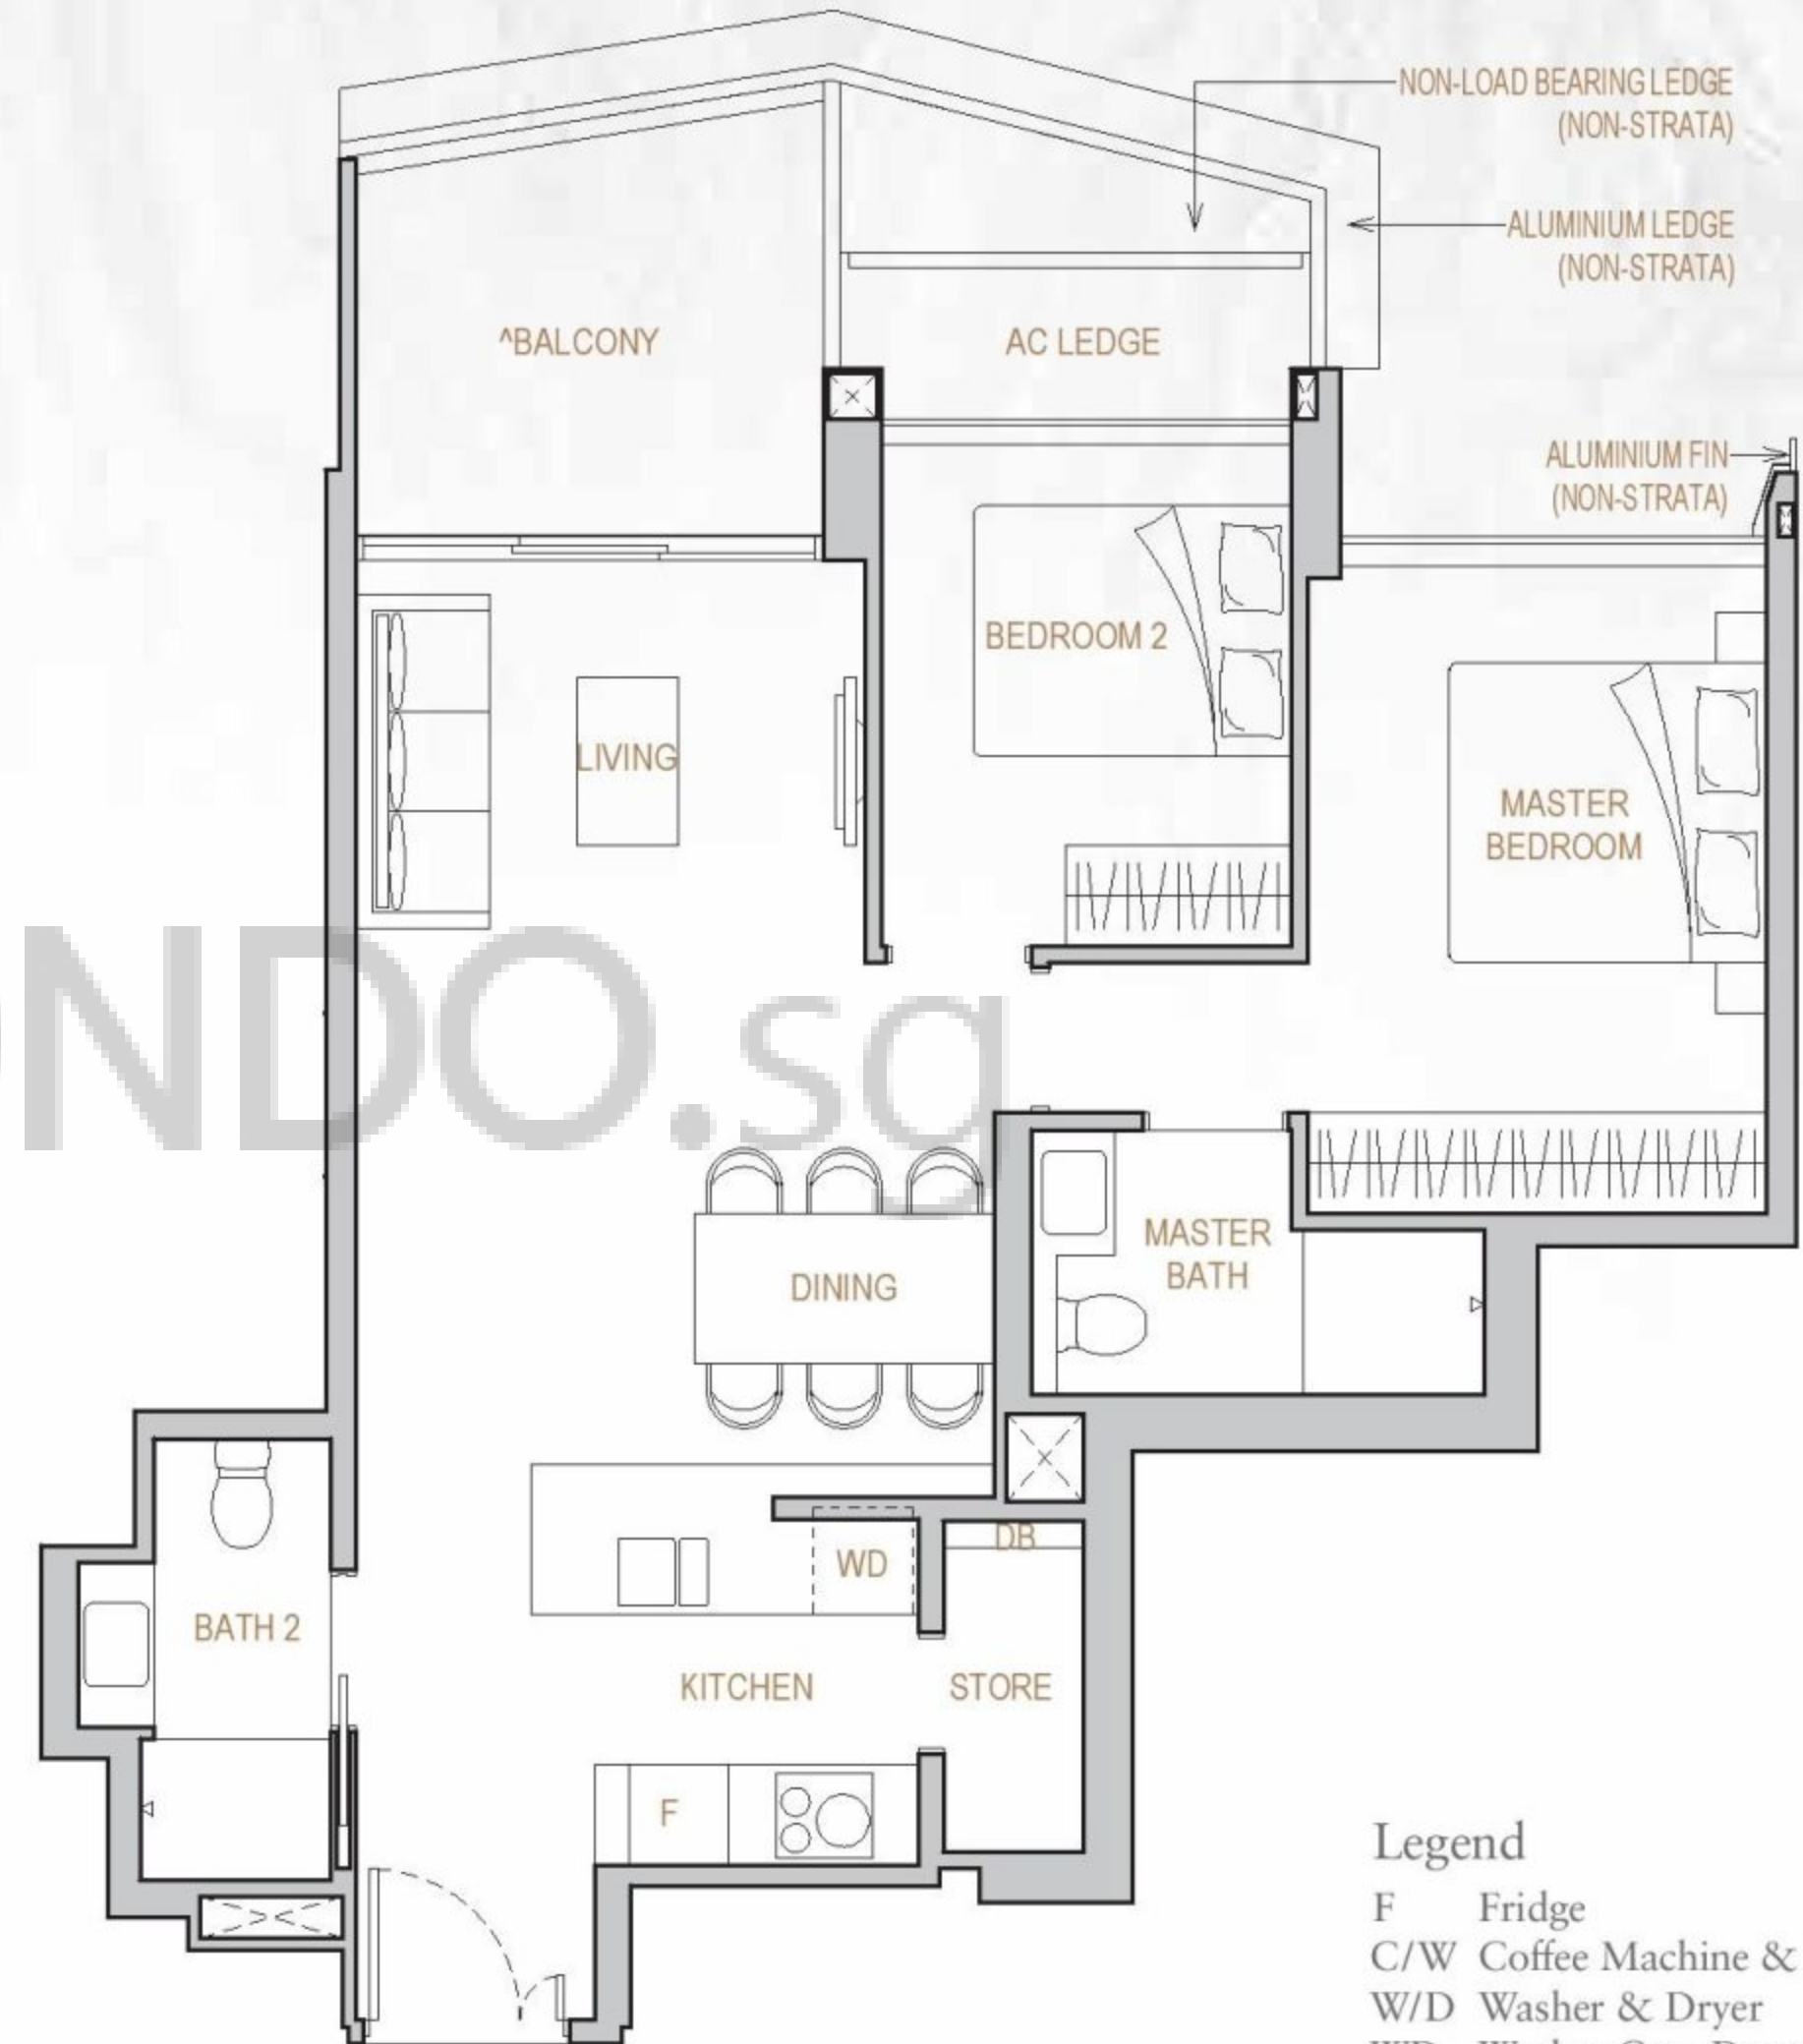 NON-LOAD BEARING LEDGE
(NON-STRATA)
ALUMINIUM LEDGE
(NON-STRATA)
^BALCONY
AC LEDGE
ALUMINIUM FIN
(NON-STRATA)
BEDROOM 2
LIVING
MASTER
BEDROOM
NDO.sg
MASTER
BATH
DINING
DB
WD
BATH 2
KITCHEN
STORE
F
Legend
F Fridge
C/W Coffee Machine &
W/D Washer & Dryer